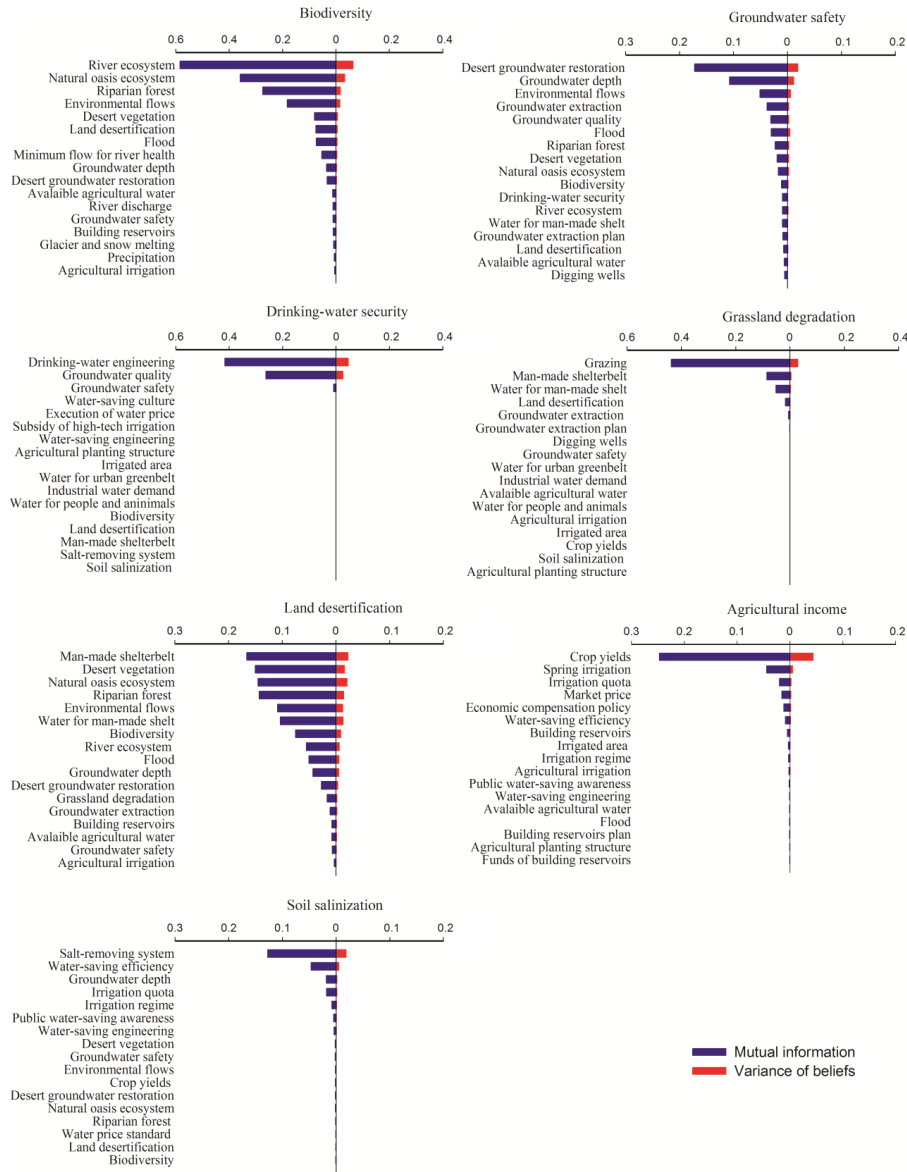 Biodiversity
0.6 0.4 0.2 0 0.2 0.4
River ecosystem
Natural oasis ecosystem
Riparian forest
Environmental flows
Desert vegetation
Land desertification
Flood
Minimum flow for river health
Groundwater depth
Desert groundwater restoration
Avalaible agricultural water
River discharge
Groundwater safety
Building reservoirs
Glacier and snow melting
Precipitation
Agricultural irrigation
Groundwater safety
0.3 0.2 0.1 0 0.1 0.2
Desert groundwater restoration
Groundwater depth
Environmental flows
Groundwater extraction
Groundwater quality
Flood
Riparian forest
Desert vegetation
Natural oasis ecosystem
Biodiversity
Drinking-water security
River ecosystem
Water for man-made shelt
Groundwater extraction plan
Land desertification
Avalaible agricultural water
Digging wells
Drinking-water security
0.6 0.4 0.2 0 0.2 0.4
Drinking-water engineering
Groundwater quality
Groundwater safety
Water-saving culture
Execution of water price
Subsidy of high-tech irrigation
Water-saving engineering
Agricultural planting structure
Irrigated area
Water for urban greenbelt
Industrial water demand
Water for people and aninimals
Biodiversity
Land desertification
Man-made shelterbelt
Salt-removing system
Soil salinization
Grassland degradation
0.6 0.4 0.2 0 0.2 0.4
Grazing
Man-made shelterbelt
Water for man-made shelt
Land desertification
Groundwater extraction
Groundwater extraction plan
Digging wells
Groundwater safety
Water for urban greenbelt
Industrial water demand
Avalaible agricultural water
Water for people and animals
Agricultural irrigation
Irrigated area
Crop yields
Soil salinization
Agricultural planting structure
Land desertification
0.3 0.2 0.1 0 0.1 0.2
Man-made shelterbelt
Desert vegetation
Natural oasis ecosystem
Riparian forest
Environmental flows
Water for man-made shelt
Biodiversity
River ecosystem
Flood
Groundwater depth
Desert groundwater restoration
Grassland degradation
Groundwater extraction
Building reservoirs
Avalaible agricultural water
Groundwater safety
Agricultural irrigation
Agricultural income
0.3 0.2 0.1 0 0.1 0.2
Crop yields
Spring irrigation
Irrigation quota
Market price
Economic compensation policy
Water-saving efficiency
Building reservoirs
Irrigated area
Irrigation regime
Agricultural irrigation
Public water-saving awareness
Water-saving engineering
Avalaible agricultural water
Flood
Building reservoirs plan
Agricultural planting structure
Funds of building reservoirs
Soil salinization
0.3 0.2 0.1 0 0.1 0.2
Salt-removing system
Water-saving efficiency
Groundwater depth
Irrigation quota
Irrigation regime
Public water-saving awareness
Water-saving engineering
Desert vegetation
Groundwater safety
Environmental flows
Crop yields
Desert groundwater restoration
Natural oasis ecosystem
Riparian forest
Water price standard
Land desertification
Biodiversity
Mutual information
Variance of beliefs